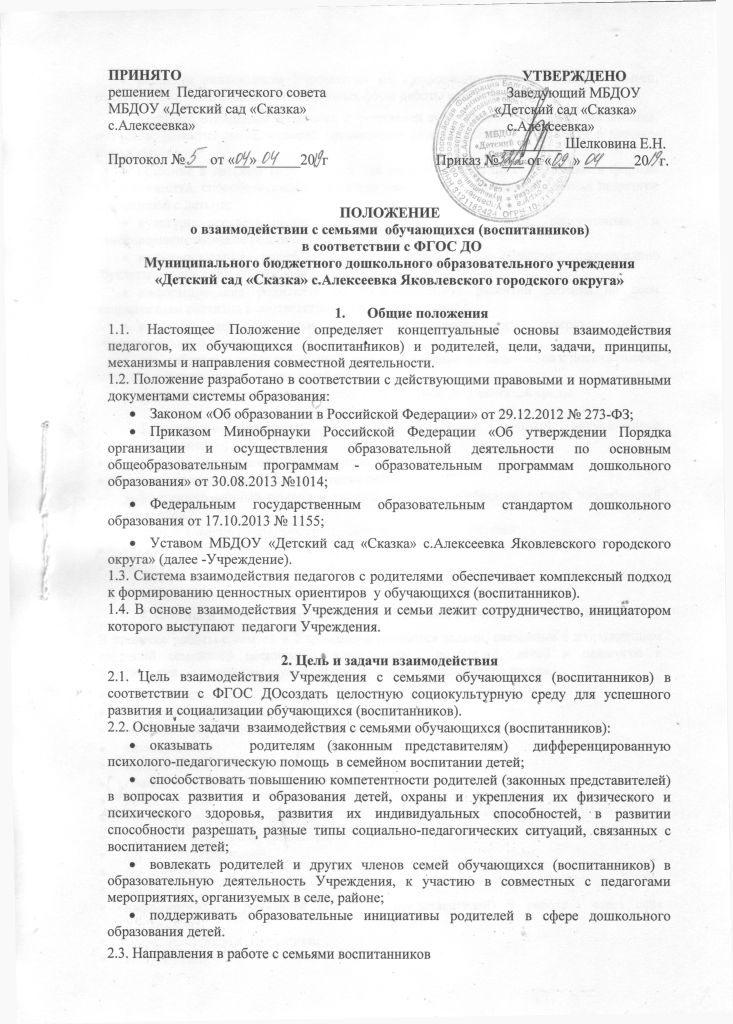 ПРИНЯТО УТВЕРЖДЕНО
решением Педагогического совета Заведующий МБДОУ
МБДОУ «Детский сад «Сказка» «Детский сад «Сказка»
с.Алексеевка» с.Алексеевка»
Шелковина Е.Н.
Протокол № 5 от «04» 04 2019г Приказ № от «09» 04 2019г.
ПОЛОЖЕНИЕ
о взаимодействии с семьями обучающихся (воспитанников)
в соответствии с ФГОС ДО
Муниципального бюджетного дошкольного образовательного учреждения
«Детский сад «Сказка» с.Алексеевка Яковлевского городского округа»
1. Общие положения
1.1. Настоящее Положение определяет концептуальные основы взаимодействия
педагогов, их обучающихся (воспитанников) и родителей, цели, задачи, принципы,
механизмы и направления совместной деятельности.
1.2. Положение разработано в соответствии с действующими правовыми и нормативными
документами системы образования:
• Законом «Об образовании в Российской Федерации» от 29.12.2012 № 273-ФЗ;
• Приказом Минобрнауки Российской Федерации «Об утверждении Порядка
организации и осуществления образовательной деятельности по основным
общеобразовательным программам - образовательным программам дошкольного
образования» от 30.08.2013 №1014;
• Федеральным государственным образовательным стандартом дошкольного
образования от 17.10.2013 № 1155;
• Уставом МБДОУ «Детский сад «Сказка» с.Алексеевка Яковлевского городского
округа» (далее -Учреждение).
1.3. Система взаимодействия педагогов с родителями обеспечивает комплексный подход
к формированию ценностных ориентиров у обучающихся (воспитанников).
1.4. В основе взаимодействия Учреждения и семьи лежит сотрудничество, инициатором
которого выступают педагоги Учреждения.
2. Цель и задачи взаимодействия
2.1. Цель взаимодействия Учреждения с семьями обучающихся (воспитанников) в
соответствии с ФГОС ДОсоздать целостную социокультурную среду для успешного
развития и социализации обучающихся (воспитанников).
2.2. Основные задачи взаимодействия с семьями обучающихся (воспитанников):
• оказывать родителям (законным представителям) дифференцированную
психолого-педагогическую помощь в семейном воспитании детей;
• способствовать повышению компетентности родителей (законных представителей)
в вопросах развития и образования детей, охраны и укрепления их физического и
психического здоровья, развития их индивидуальных способностей, в развитии
способности разрешать разные типы социально-педагогических ситуаций, связанных с
воспитанием детей;
• вовлекать родителей и других членов семей обучающихся (воспитанников) в
образовательную деятельность Учреждения, к участию в совместных с педагогами
мероприятиях, организуемых в селе, районе;
• поддерживать образовательные инициативы родителей в сфере дошкольного
образования детей.
2.3. Направления в работе с семьями воспитанников